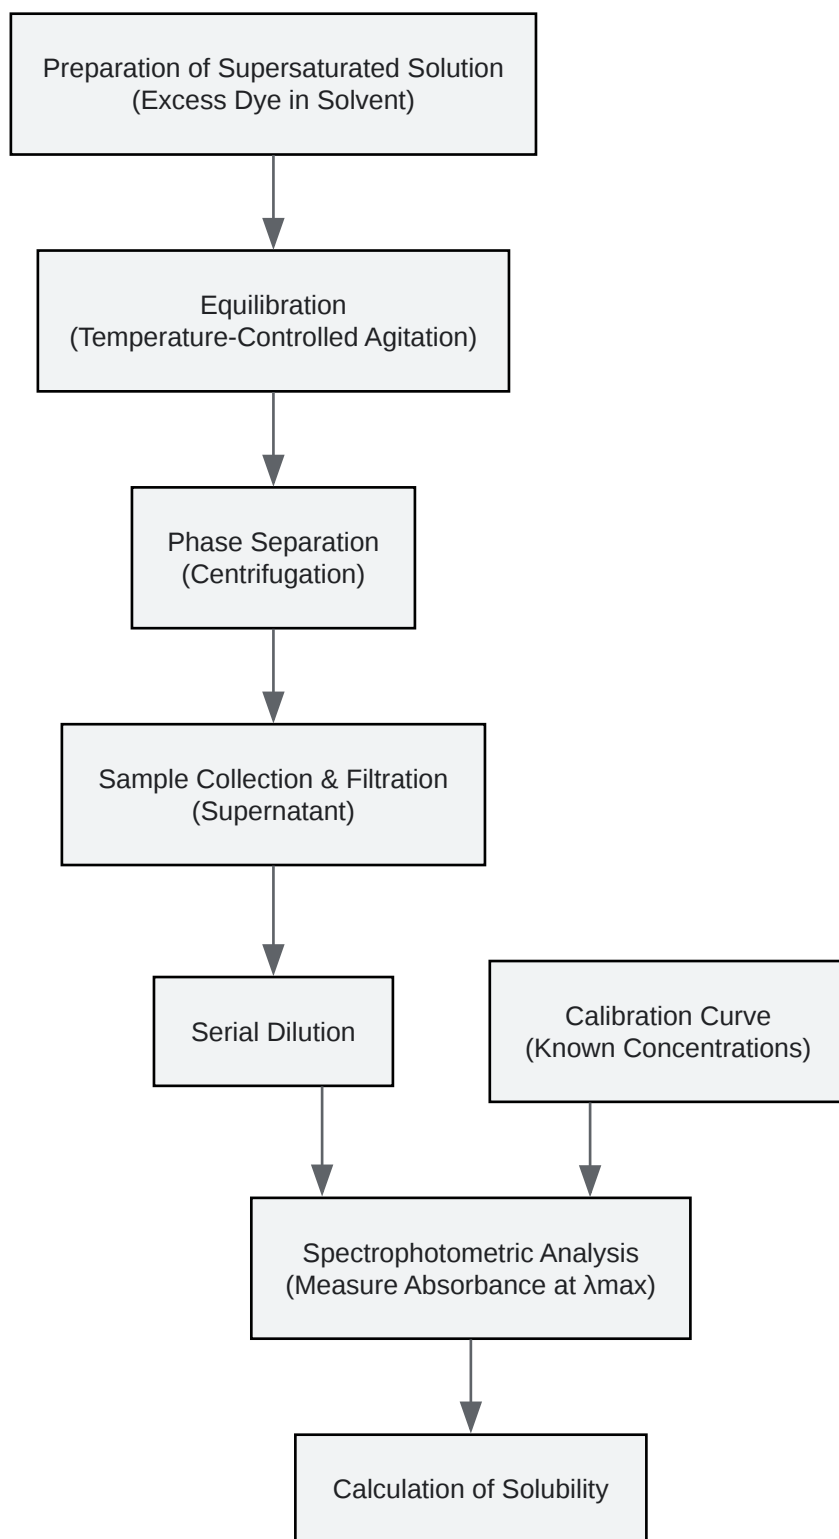 Preparation of Supersaturated Solution
(Excess Dye in Solvent)
Equilibration
(Temperature-Controlled Agitation)
Phase Separation
(Centrifugation)
Sample Collection & Filtration
(Supernatant)
Serial Dilution
Calibration Curve
(Known Concentrations)
Spectrophotometric Analysis
(Measure Absorbance at λmax)
Calculation of Solubility